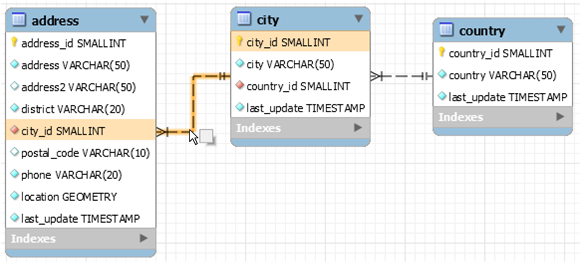 address
address_id SMALLINT
address VARCHAR(50)
address2 VARCHAR(50)
district VARCHAR(20)
city_id SMALLINT
postal_code VARCHAR(10)
phone VARCHAR(20)
location GEOMETRY
last_update TIMESTAMP
Indexes
city
city_id SMALLINT
city VARCHAR(50)
country_id SMALLINT
last_update TIMESTAMP
Indexes
country
country_id SMALLINT
country VARCHAR(50)
last_update TIMESTAMP
Indexes